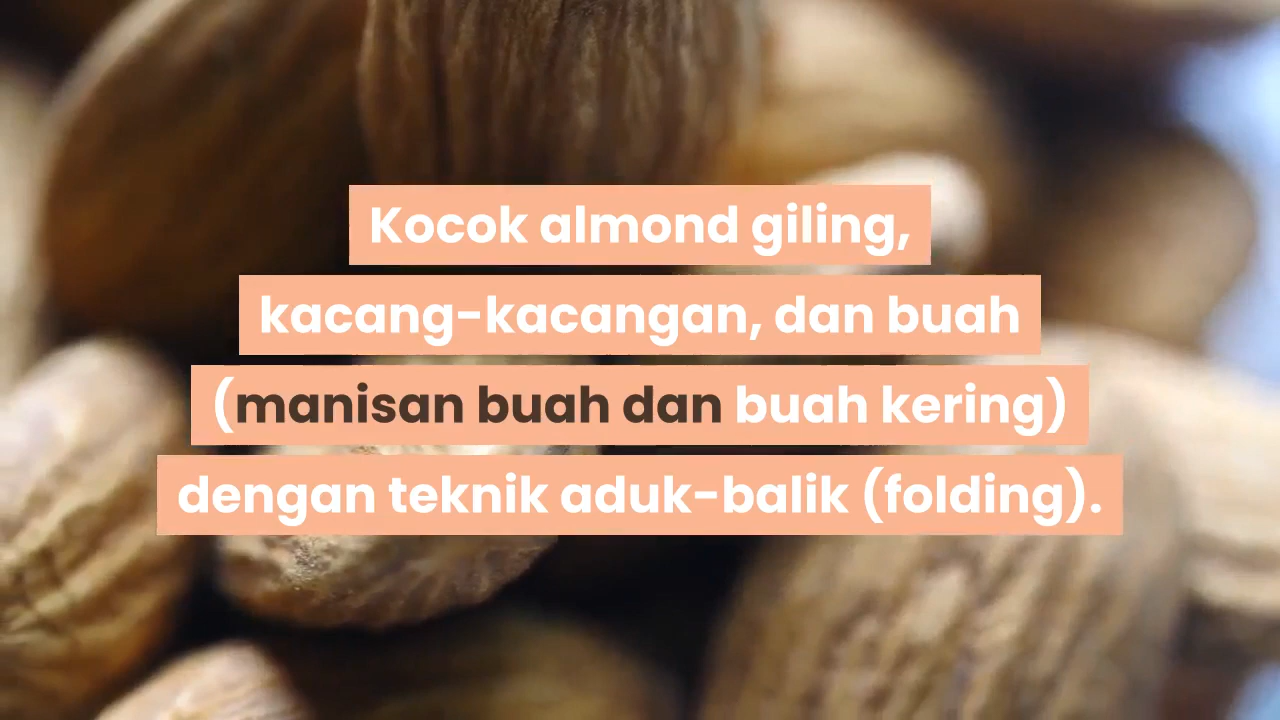 Kocok almond giling,
kacang-kacangan, dan buah
(manisan buah dan buah kering)
dengan teknik aduk-balik (folding).